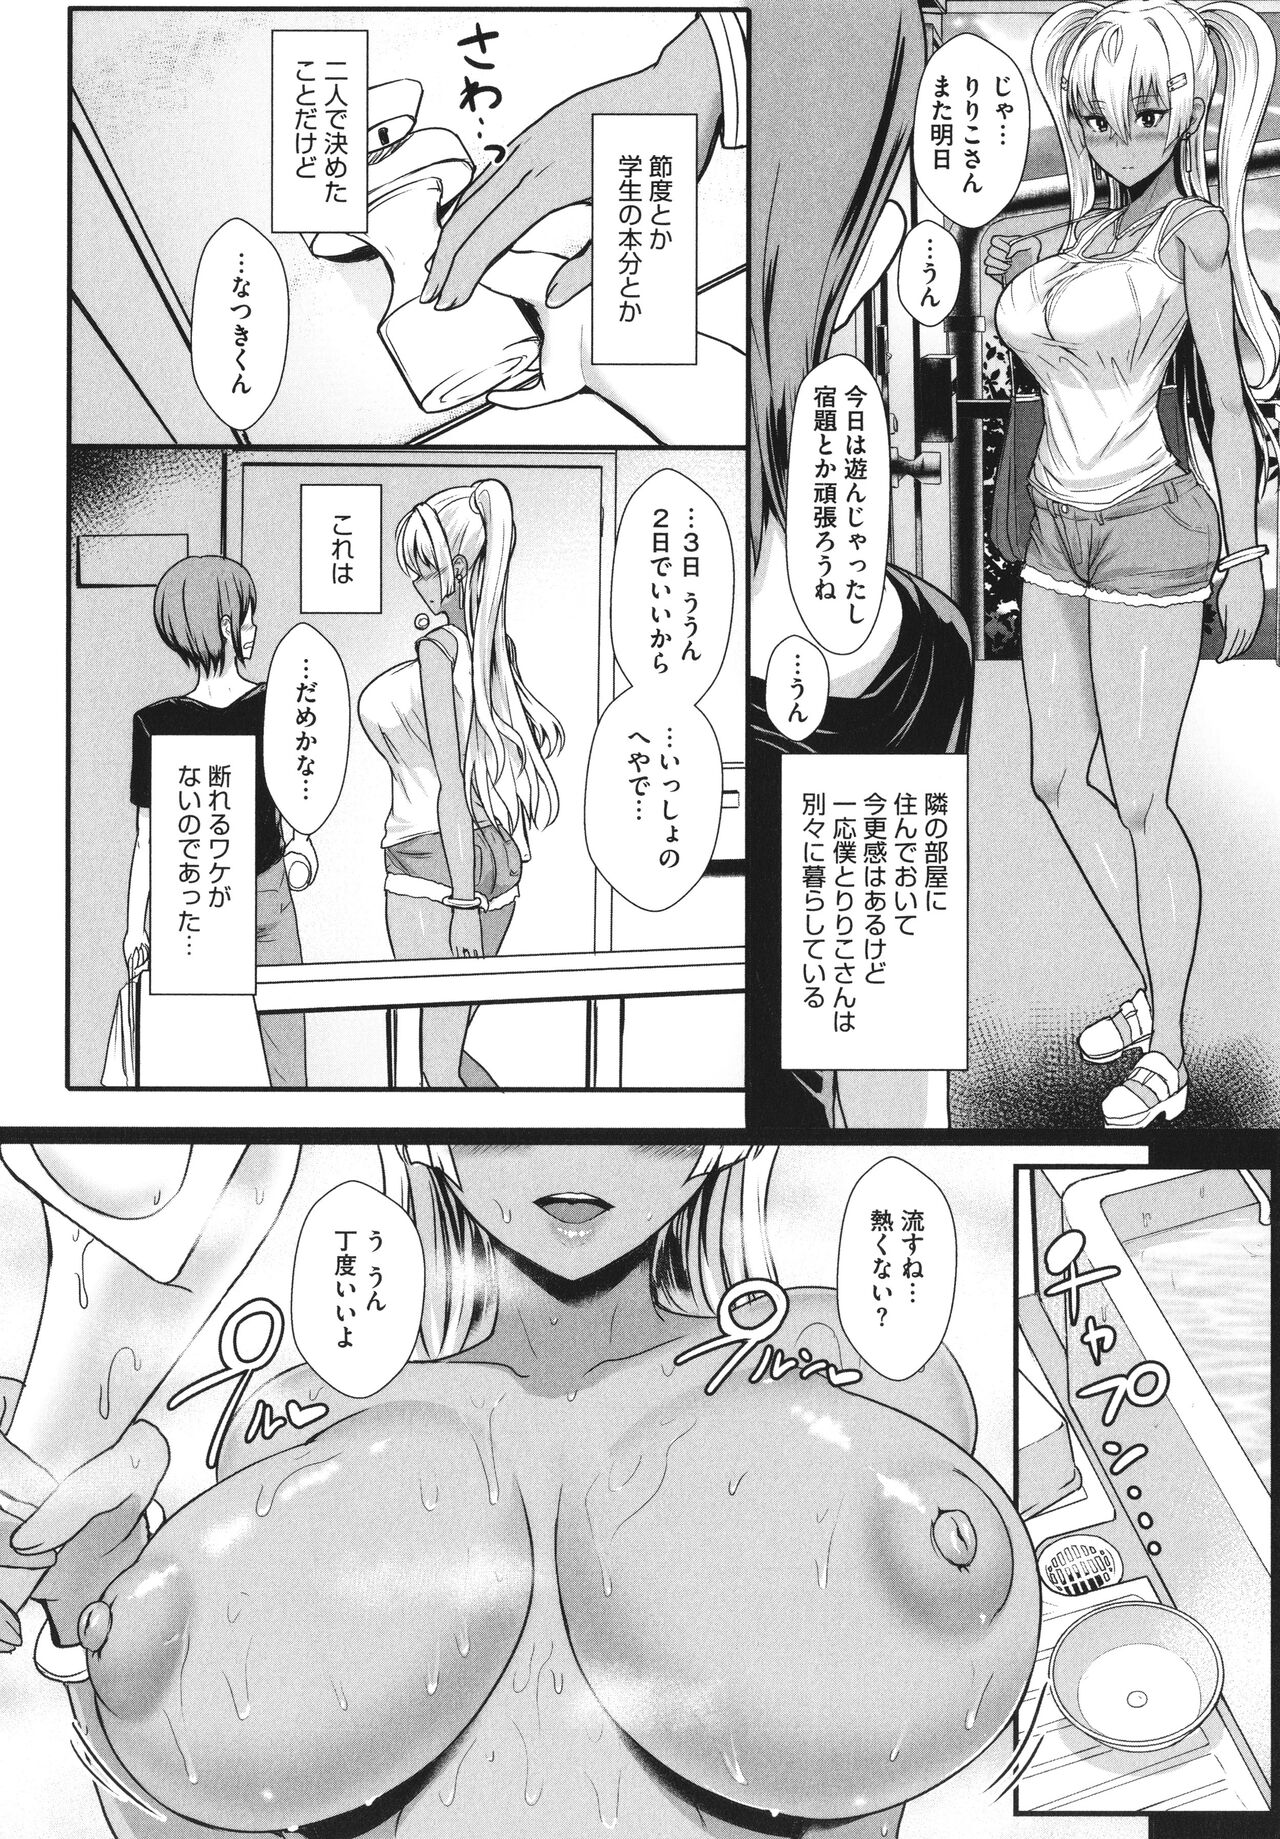 じゃ…
りりこさん
また明日
…うん
今日は遊んじゃったし
宿題とか頑張ろうね
…うん
隣の部屋に
住んでおいて
今更感はあるけど
一応僕とりりこさんは
別々に暮らしている
節度とか
学生の本分とか
さわ…っ
二人で決めた
ことだけど
…なつきくん
…3日 ううん
2日でいいから
…いっしょの
へやで…
これは
…だめかな…
断れるワケが
ないのであった…
チャプン……
流すね…
熱くない?
プルンッ♡
う うん
丁度いいよ
プルッ♡